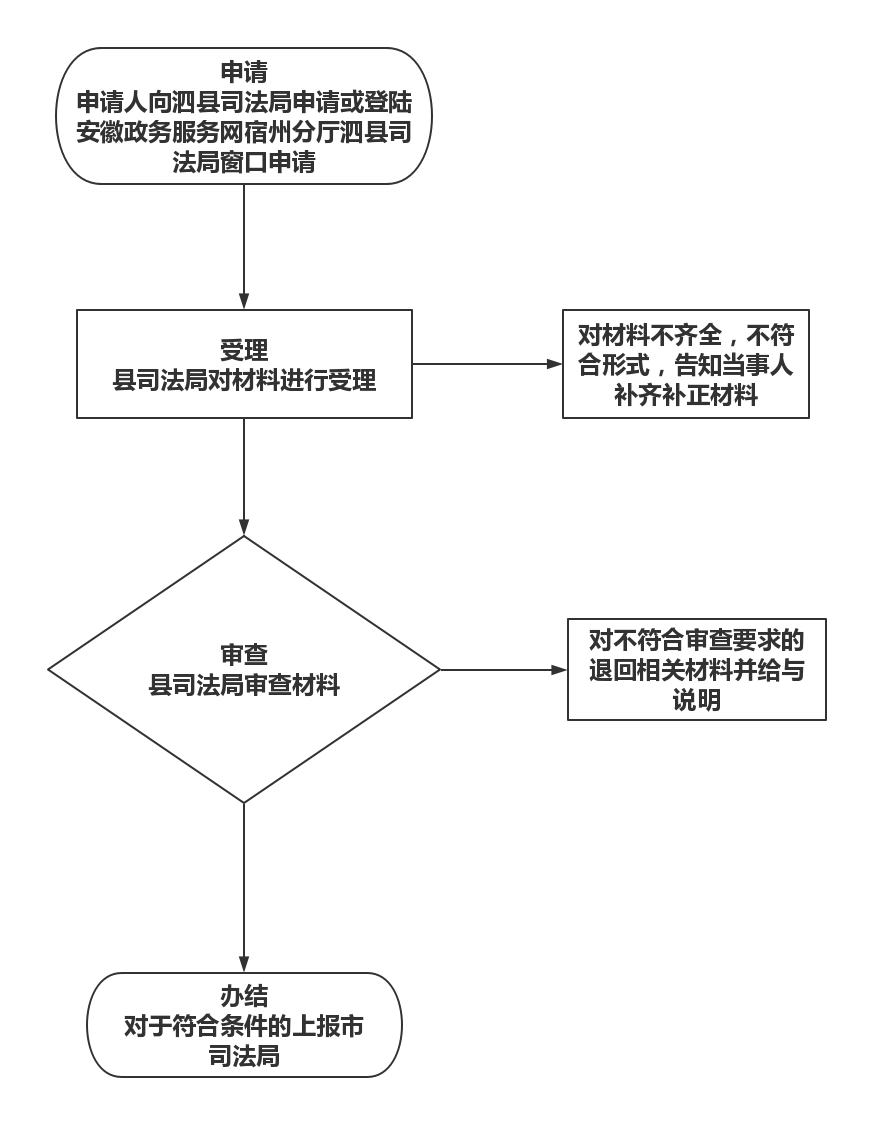 申请
申请人向泗县司法局申请或登陆
安徽政务服务网宿州分厅泗县司
法局窗口申请
受理
县司法局对材料进行受理
对材料不齐全，不符
合形式，告知当事人
补齐补正材料
审查
县司法局审查材料
对不符合审查要求的
退回相关材料并给与
说明
办结
对于符合条件的上报市
司法局